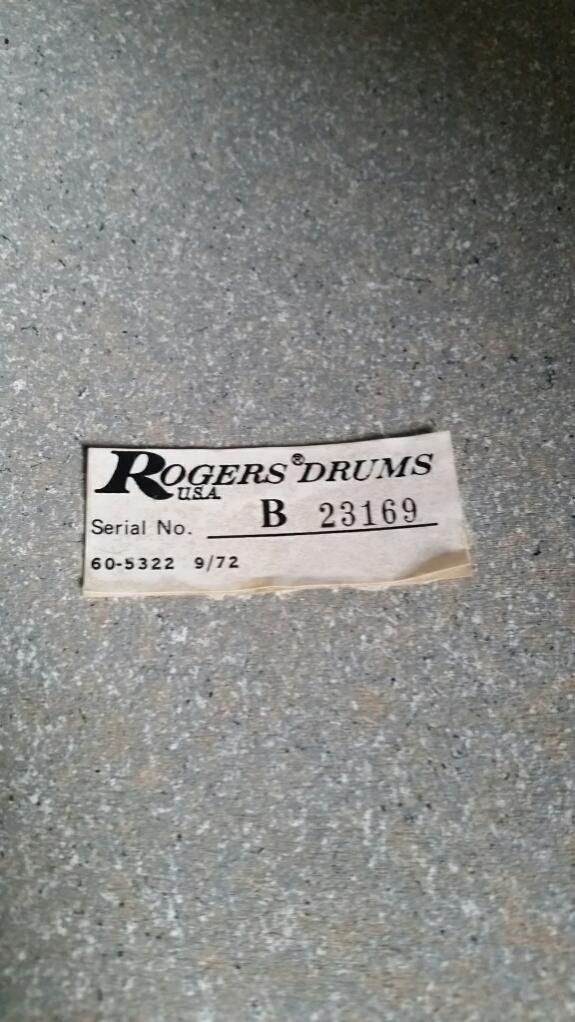 ROGERS® DRUMS
U.S.A.
Serial No. B 23169
60-5322 9/72